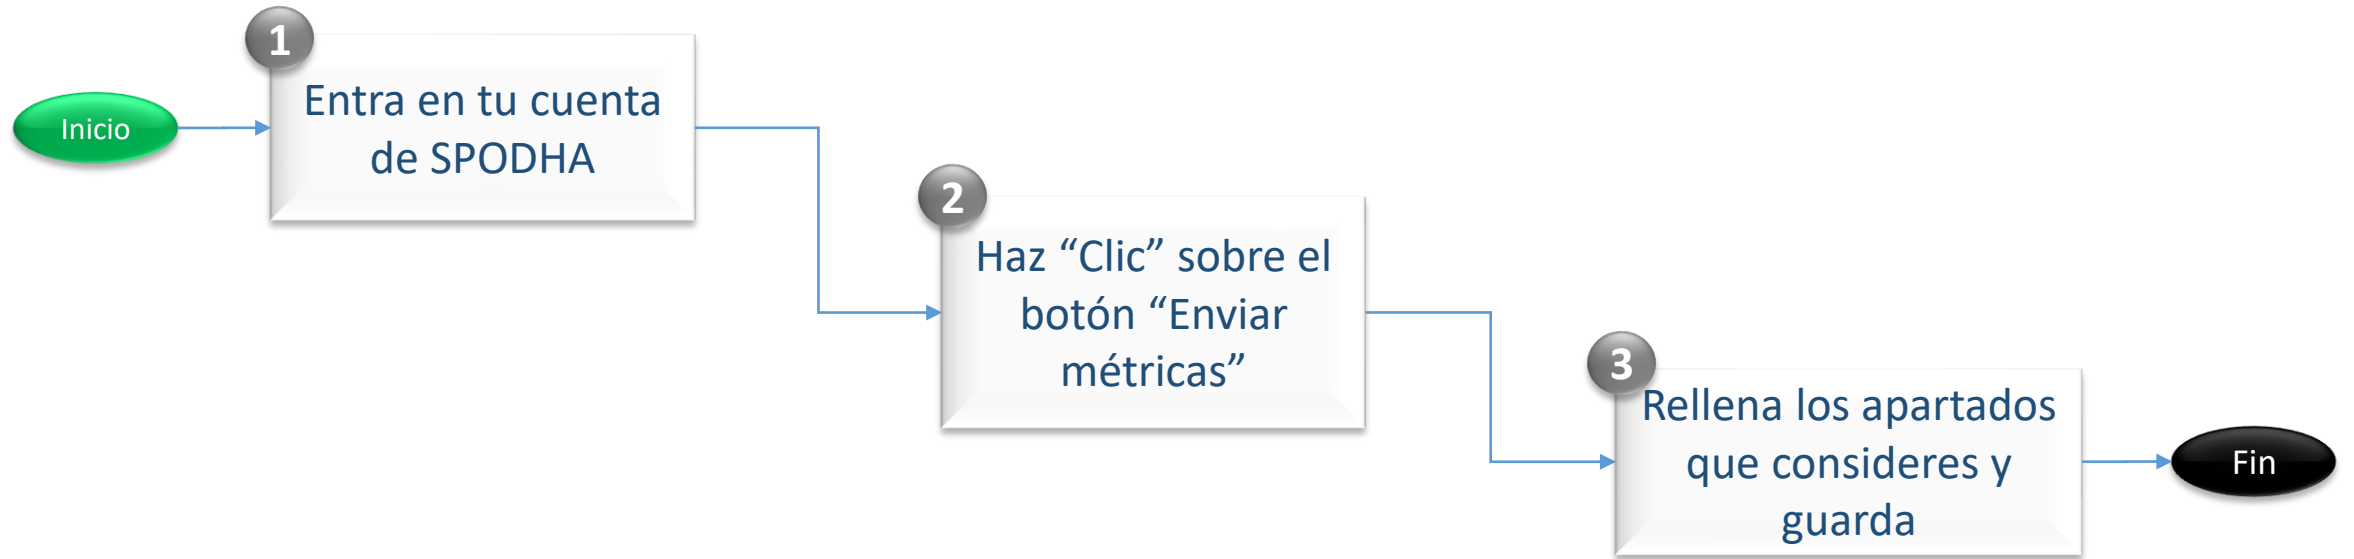 Inicio
1
Entra en tu cuenta
de SPODHA
2
Haz “Clic” sobre el
botón “Enviar
métricas”
3
Rellena los apartados
que consideres y
guarda
Fin